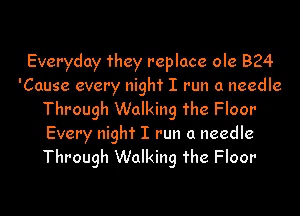 Everyday they replace ole B24
'Cause every night I run a needle
Through Walking the Floor
Every night I run a needle
Through Walking the Floor